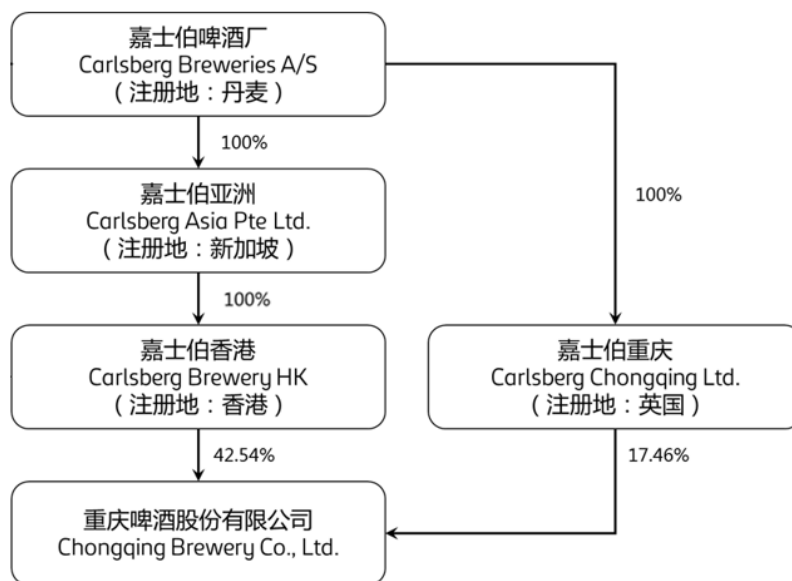 嘉士伯啤酒厂
Carlsberg Breweries A/S
（注册地：丹麦）
100%
嘉士伯亚洲
Carlsberg Asia Pte Ltd.
（注册地：新加坡）
100%
100%
嘉士伯香港
Carlsberg Brewery HK
（注册地：香港）
嘉士伯重庆
Carlsberg Chongqing Ltd.
（注册地：英国）
42.54%
17.46%
重庆啤酒股份有限公司
Chongqing Brewery Co., Ltd.